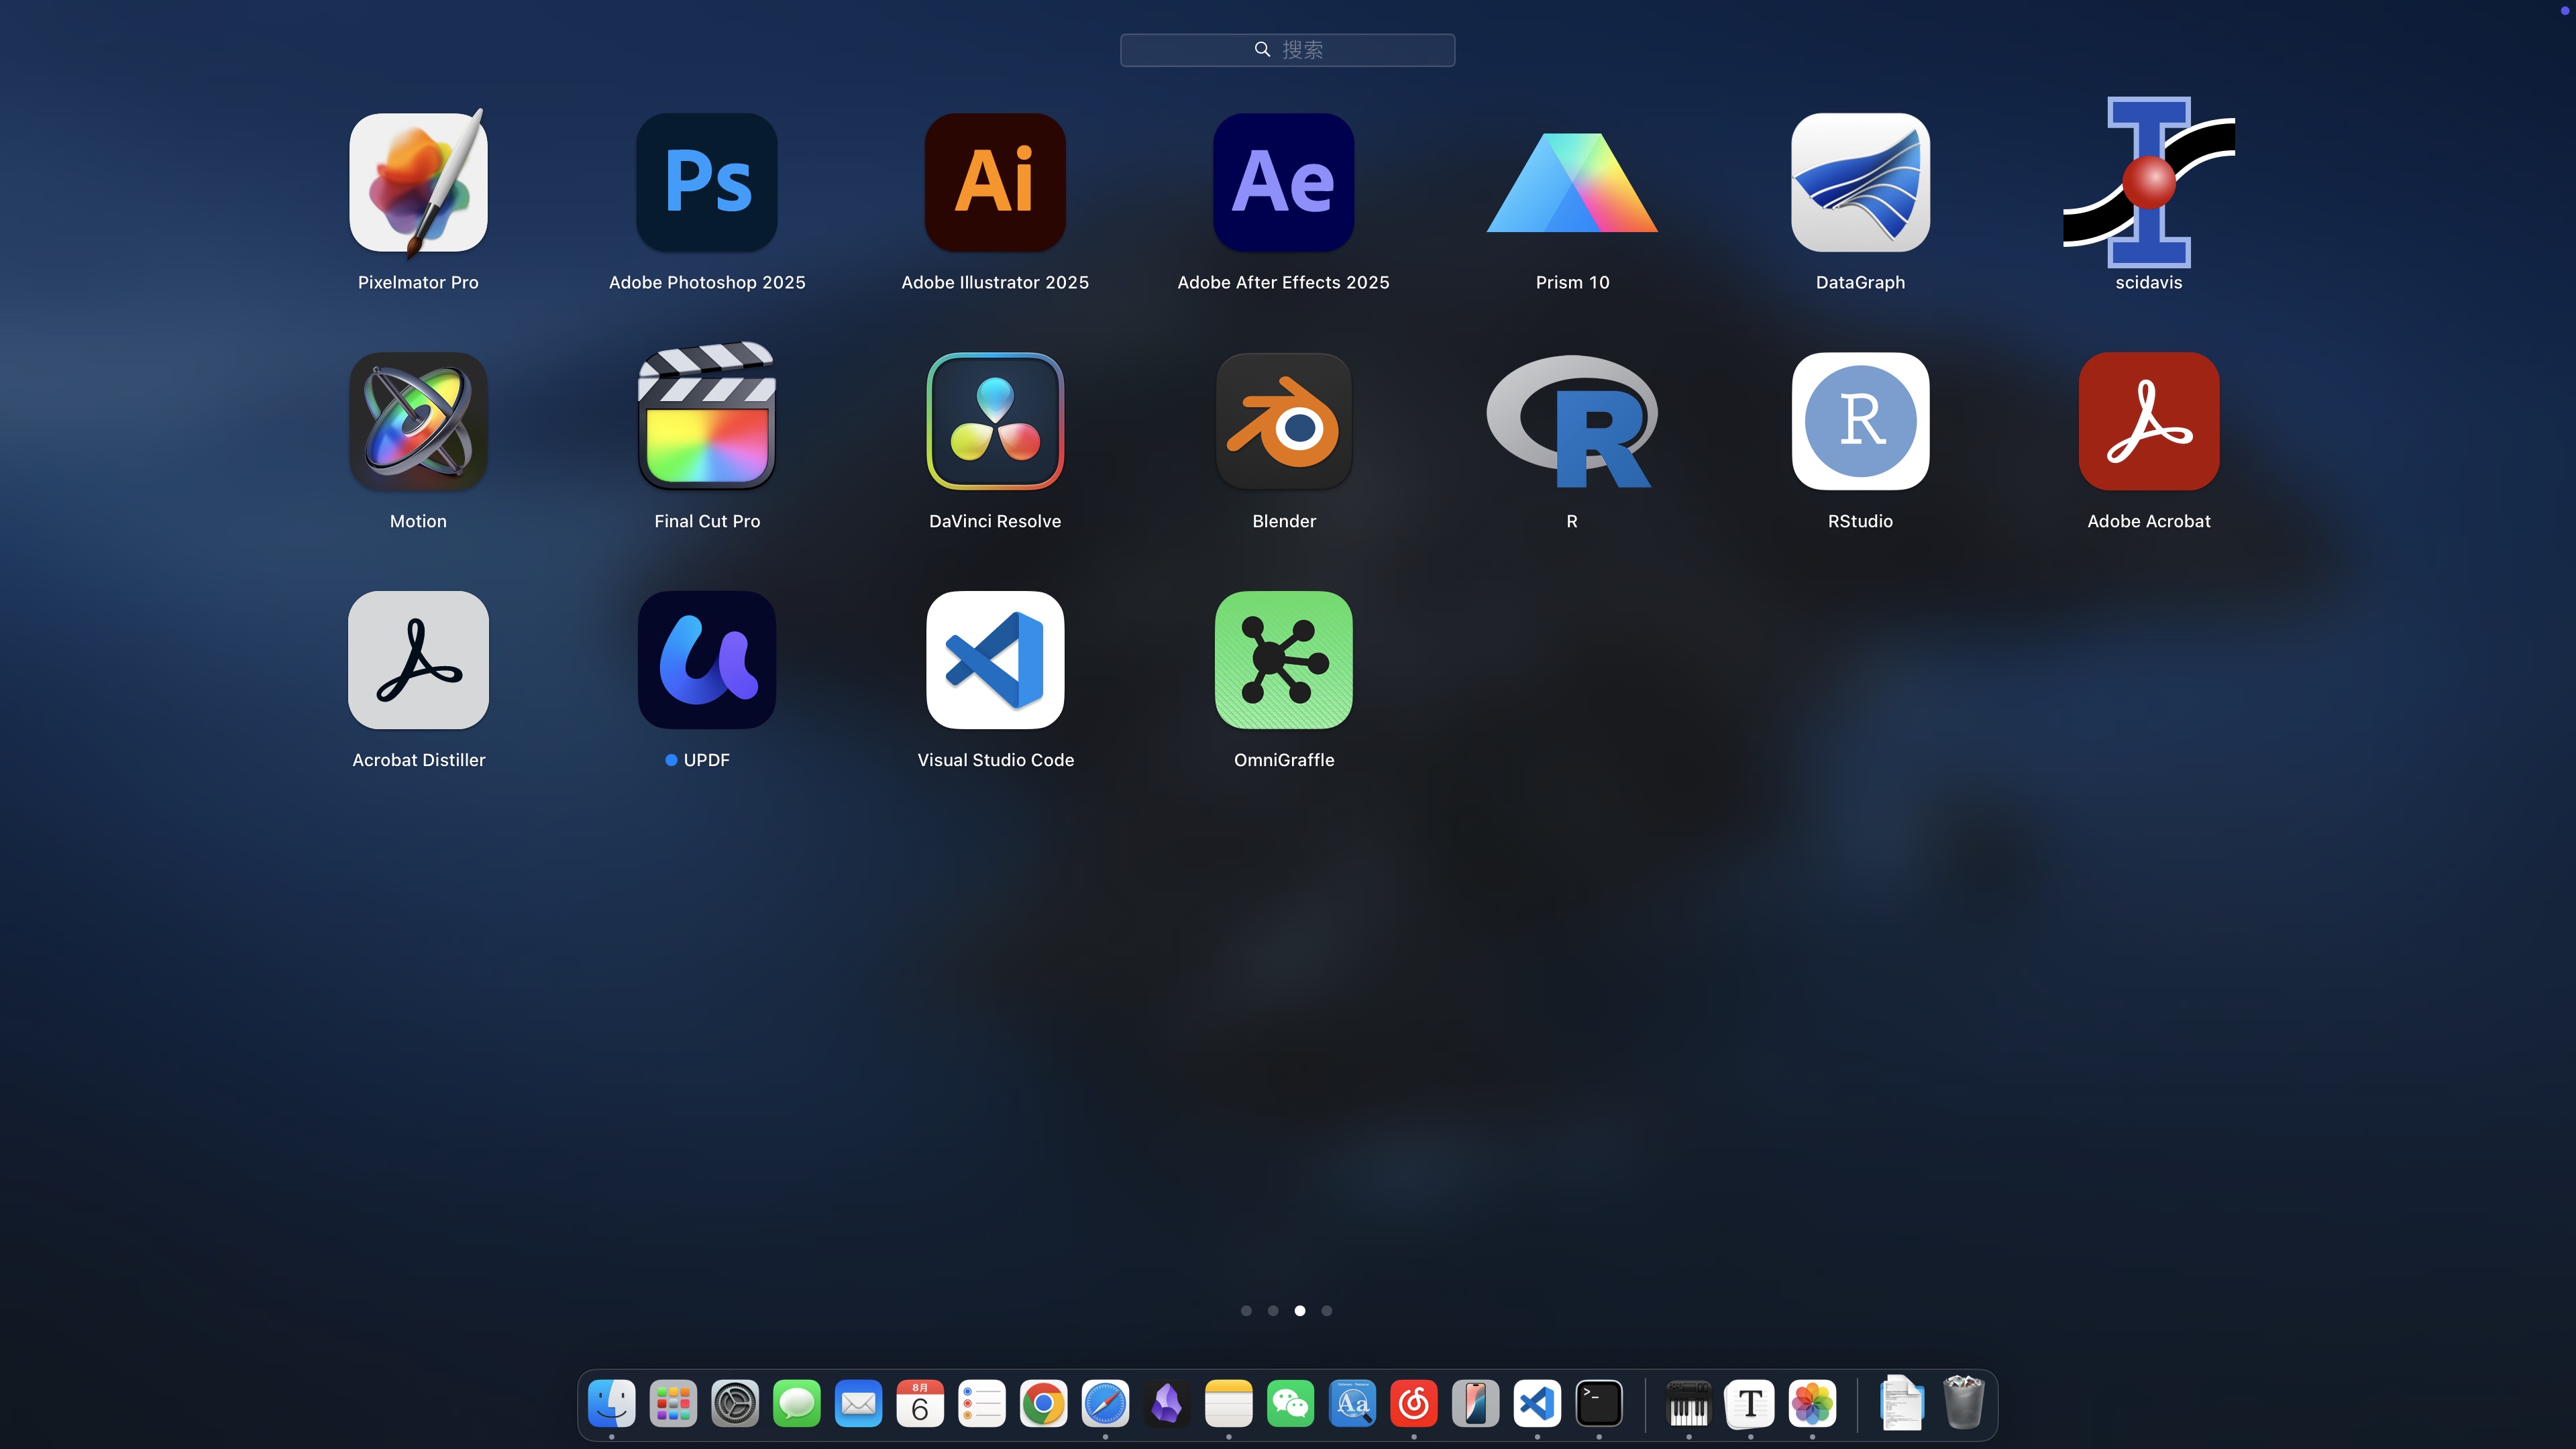 搜索
Ps
Ai
Ae
Pixelmator Pro
Adobe Photoshop 2025
Adobe Illustrator 2025
Adobe After Effects 2025
Prism 10
DataGraph
scidavis
R
R
Motion
Final Cut Pro
DaVinci Resolve
Blender
R
RStudio
Adobe Acrobat
Acrobat Distiller
UPDF
Visual Studio Code
OmniGraffle
8月
6
Aa
>_
T